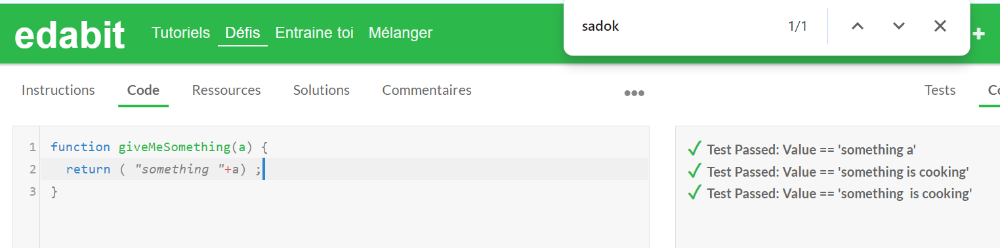 edabit Tutoriels Défis Entraine toi Mélanger
sadok 1/1
Instructions Code Ressources Solutions Commentaires
Tests
1 function giveMeSomething(a) {
2 return ( "something "+a) ;
3 }
Test Passed: Value == 'something a'
Test Passed: Value == 'something is cooking'
Test Passed: Value == 'something  is cooking'